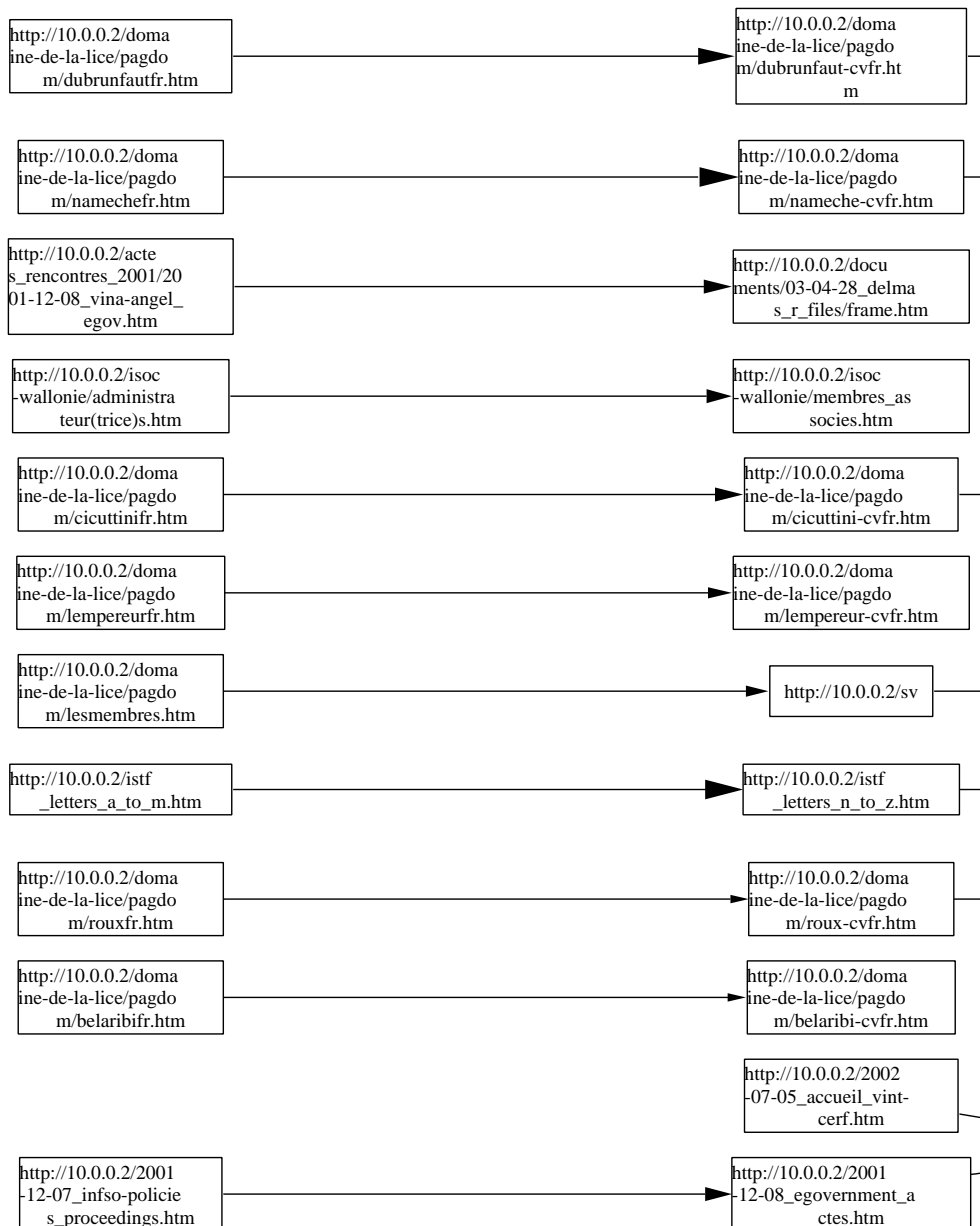 http://10.0.0.2/doma
ine-de-la-lice/pagdo
m/dubrunfautfr.htm
http://10.0.0.2/doma
ine-de-la-lice/pagdo
m/dubrunfaut-cvfr.ht
m
http://10.0.0.2/doma
ine-de-la-lice/pagdo
m/namechefr.htm
http://10.0.0.2/doma
ine-de-la-lice/pagdo
m/nameche-cvfr.htm
http://10.0.0.2/acte
s_rencontres_2001/20
01-12-08_vina-angel_
egov.htm
http://10.0.0.2/docu
ments/03-04-28_delma
s_r_files/frame.htm
http://10.0.0.2/isoc
-wallonie/administra
teur(trice)s.htm
http://10.0.0.2/isoc
-wallonie/membres_as
socies.htm
http://10.0.0.2/doma
ine-de-la-lice/pagdo
m/cicuttinifr.htm
http://10.0.0.2/doma
ine-de-la-lice/pagdo
m/cicuttini-cvfr.htm
http://10.0.0.2/doma
ine-de-la-lice/pagdo
m/lempereurfr.htm
http://10.0.0.2/doma
ine-de-la-lice/pagdo
m/lempereur-cvfr.htm
http://10.0.0.2/doma
ine-de-la-lice/pagdo
m/lesmembres.htm
http://10.0.0.2/sv
http://10.0.0.2/istf
_letters_a_to_m.htm
http://10.0.0.2/istf
_letters_n_to_z.htm
http://10.0.0.2/doma
ine-de-la-lice/pagdo
m/rouxfr.htm
http://10.0.0.2/doma
ine-de-la-lice/pagdo
m/roux-cvfr.htm
http://10.0.0.2/doma
ine-de-la-lice/pagdo
m/belaribifr.htm
http://10.0.0.2/doma
ine-de-la-lice/pagdo
m/belaribi-cvfr.htm
http://10.0.0.2/2002
-07-05_accueil_vint-
cerf.htm
http://10.0.0.2/2001
-12-07_infso-policie
s_proceedings.htm
http://10.0.0.2/2001
-12-08_egovernment_a
ctes.htm